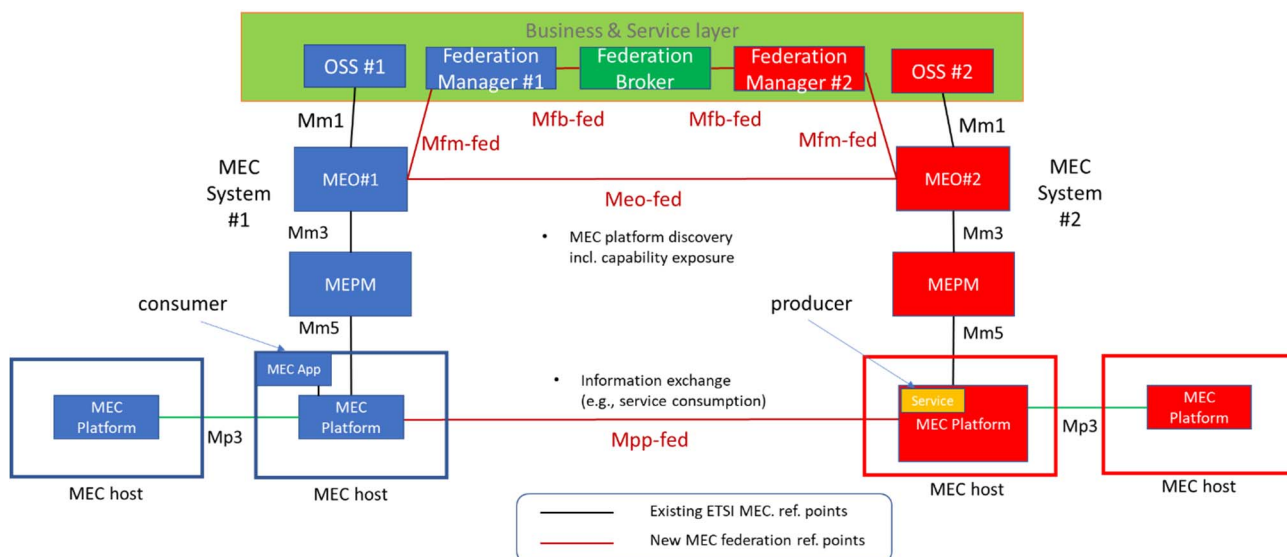 Business & Service layer
OSS #1
Federation
Manager #1
Federation
Broker
Federation
Manager #2
OSS #2
Mm1
Mfm-fed
Mfb-fed
Mfb-fed
Mfm-fed
Mm1
MEC
System
#1
MEO#1
Meo-fed
MEO#2
MEC
System
#2
Mm3
• MEC platform discovery
incl. capability exposure
Mm3
MEPM
MEPM
consumer
Mm5
producer
Mm5
MEC App
• Information exchange
(e.g., service consumption)
Service
MEC
Platform
Mp3
MEC
Platform
Mpp-fed
MEC Platform
Mp3
MEC
Platform
MEC host
MEC host
MEC host
MEC host
Existing ETSI MEC. ref. points
New MEC federation ref. points